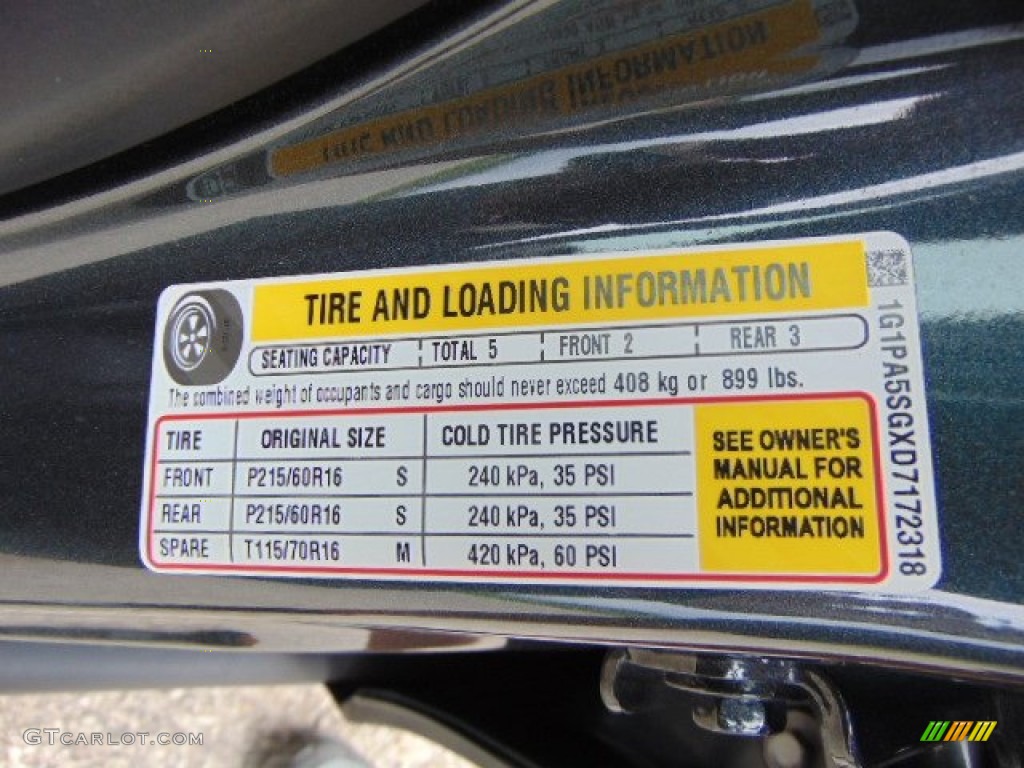 TIRE AND LOADING INFORMATION
SEATING CAPACITY TOTAL 5 FRONT 2 REAR 3
The combined weight of occupants and cargo should never exceed 408 kg or 899 lbs.
TIRE ORIGINAL SIZE COLD TIRE PRESSURE
FRONT P215/60R16 S 240 kPa, 35 PSI
REAR P215/60R16 S 240 kPa, 35 PSI
SPARE T115/70R16 M 420 kPa, 60 PSI
SEE OWNER'S
MANUAL FOR
ADDITIONAL
INFORMATION
1G1PA5SGXD7172318
GTCARLOT.COM